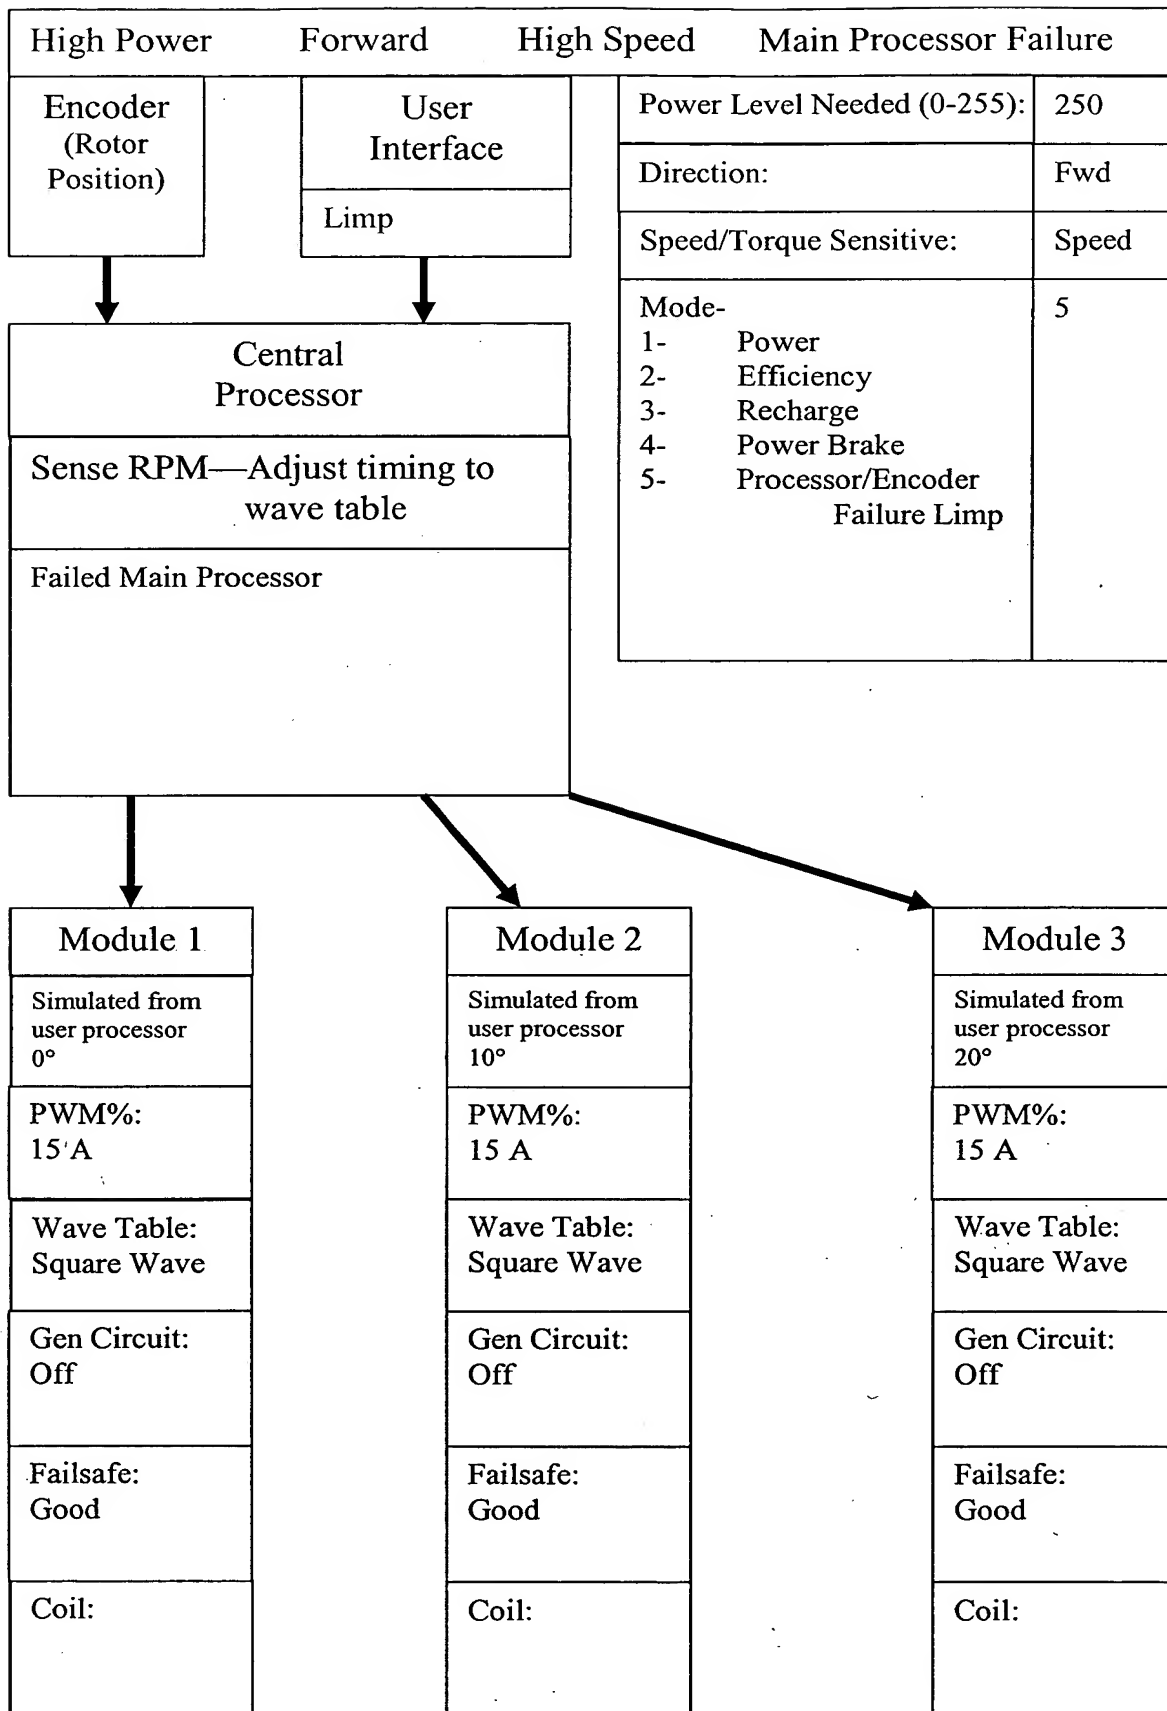 High Power Forward High Speed Main Processor Failure
Encoder
(Rotor
Position)
User
Interface
Limp
Power Level Needed (0-255): 250
Direction: Fwd
Speed/Torque Sensitive: Speed
Mode- 5
1- Power
2- Efficiency
3- Recharge
4- Power Brake
5- Processor/Encoder
Failure Limp
Central
Processor
Sense RPM—Adjust timing to
wave table
Failed Main Processor
Module 1
Simulated from
user processor
0°
PWM%:
15 A
Wave Table:
Square Wave
Gen Circuit:
Off
Failsafe:
Good
Coil:
Module 2
Simulated from
user processor
10°
PWM%:
15 A
Wave Table:
Square Wave
Gen Circuit:
Off
Failsafe:
Good
Coil:
Module 3
Simulated from
user processor
20°
PWM%:
15 A
Wave Table:
Square Wave
Gen Circuit:
Off
Failsafe:
Good
Coil: